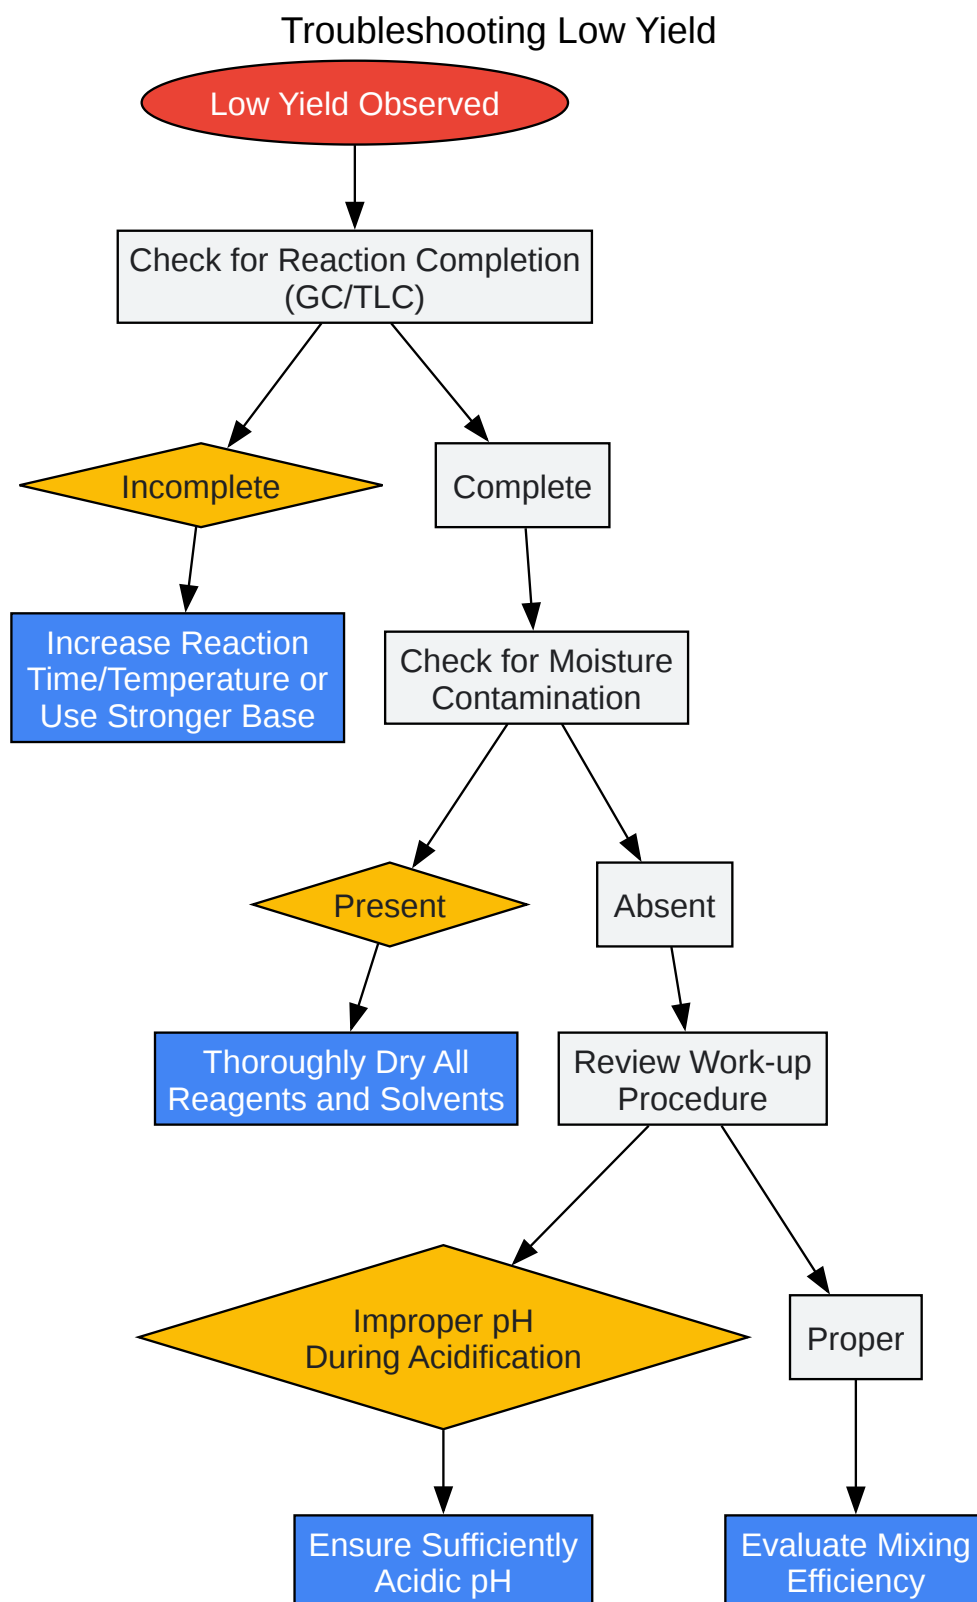 Troubleshooting Low Yield
Low Yield Observed
Check for Reaction Completion
(GC/TLC)
Incomplete
Complete
Increase Reaction
Time/Temperature or
Use Stronger Base
Check for Moisture
Contamination
Present
Absent
Thoroughly Dry All
Reagents and Solvents
Review Work-up
Procedure
Improper pH
During Acidification
Proper
Ensure Sufficiently
Acidic pH
Evaluate Mixing
Efficiency